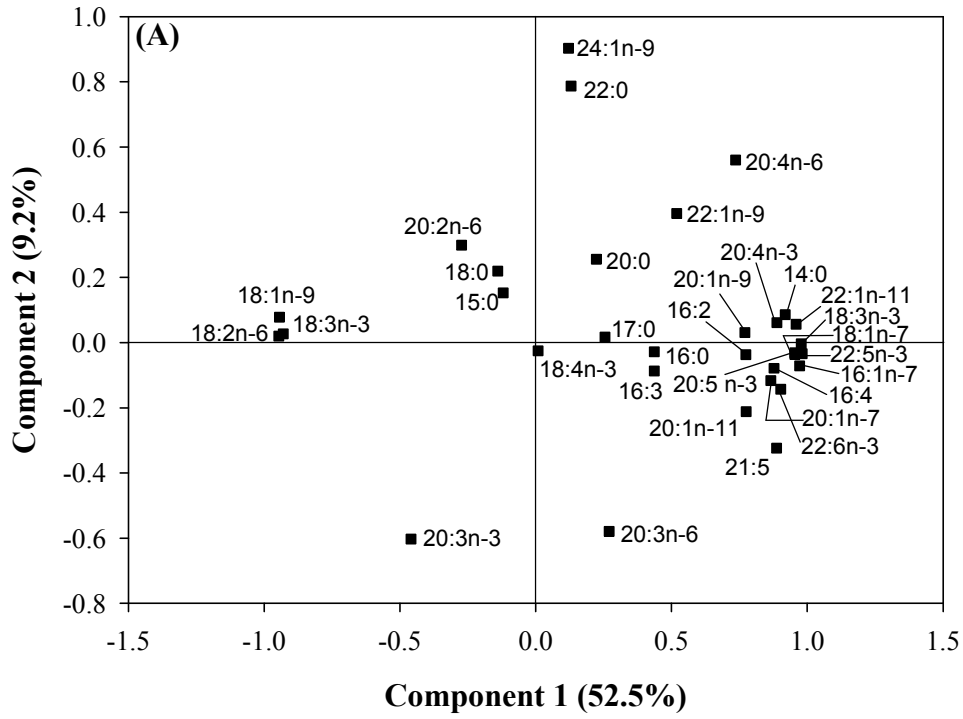 (A)
1.0
0.8
0.6
0.4
0.2
0.0
-0.2
-0.4
-0.6
-0.8
Component 2 (9.2%)
24:1n-9
22:0
20:4n-6
22:1n-9
20:2n-6
20:4n-3
18:0
20:0
20:1n-9
14:0
15:0
16:2
22:1n-11
18:1n-9
18:3n-3
18:2n-6
18:3n-3
17:0
18:1n-7
18:4n-3
16:0
22:5n-3
16:3
20:5 n-3
16:1n-7
16:4
20:1n-11
20:1n-7
22:6n-3
21:5
20:3n-3
20:3n-6
-1.5
-1.0
-0.5
0.0
0.5
1.0
1.5
Component 1 (52.5%)